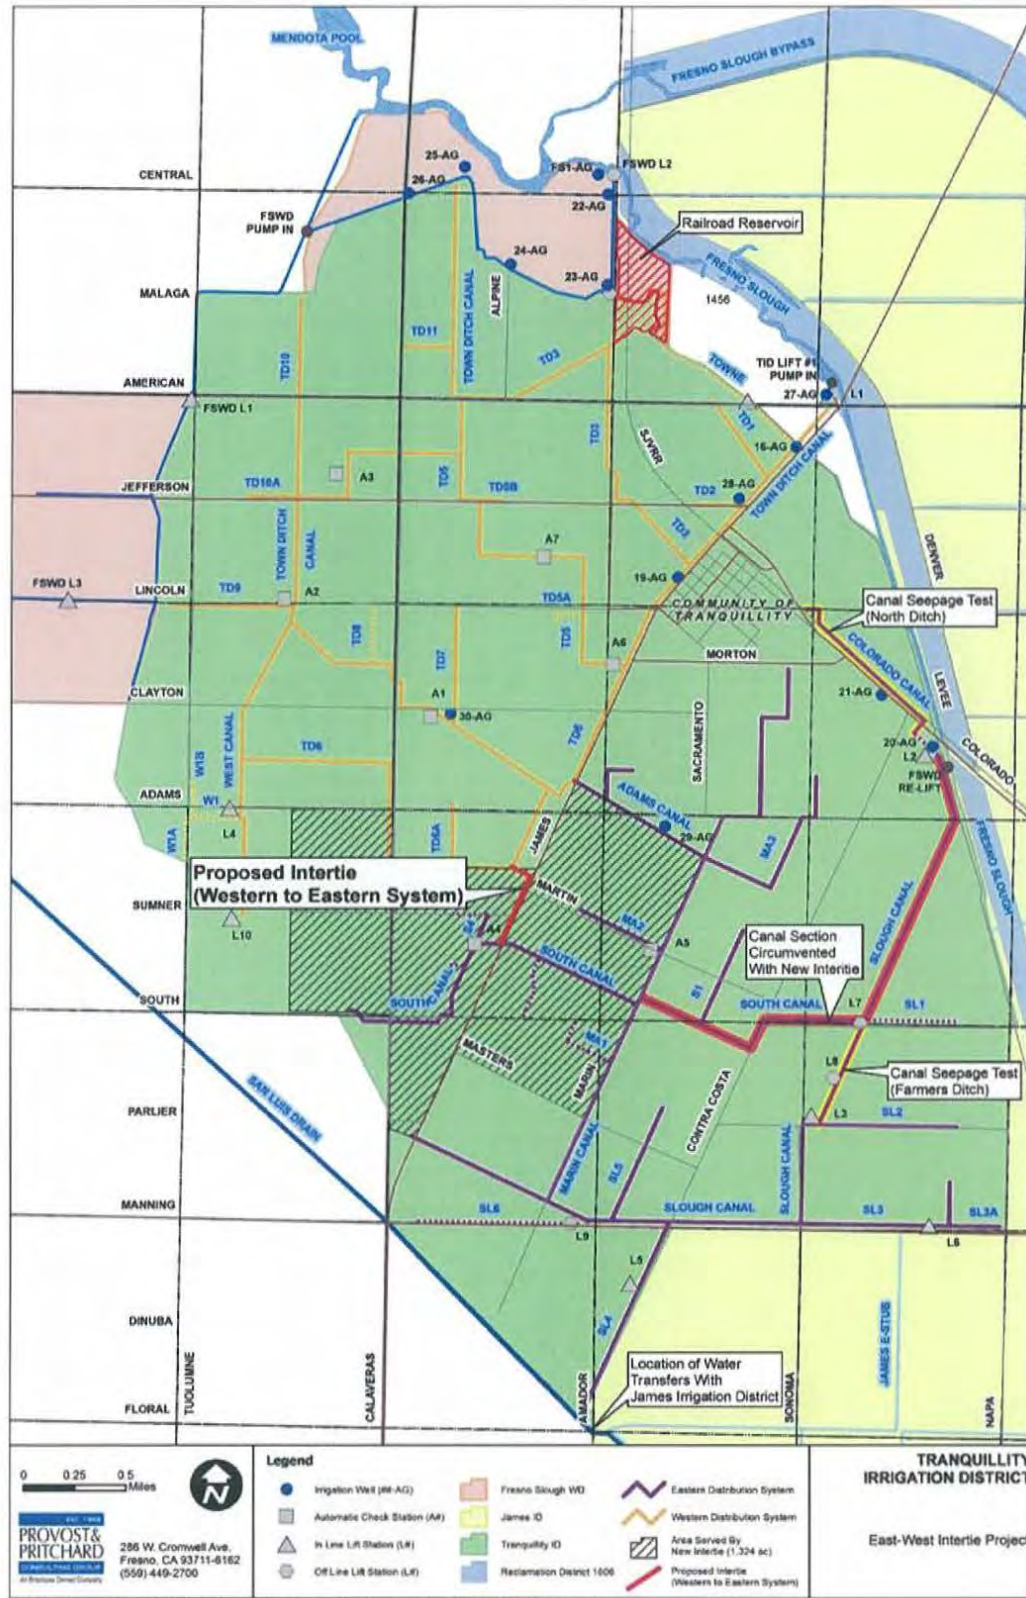 MENDOTA POOL
FRESNO SLOUGH BYPASS
25-AG
FS1-AG
FSWD L2
CENTRAL
26-AG
22-AG
FSWD
PUMP IN
Railroad Reservoir
24-AG
23-AG
FRESNO SLOUGH
MALAGA
ALPINE
1456
TD11
TOWN DITCH CANAL
TD10
TD3
TOWNE
TID LIFT #1
PUMP IN
AMERICAN
27-AG
L1
FSWD L1
TD1
TD3
SJVRR
16-AG
A3
TD5
TOWN DITCH CANAL
JEFFERSON
TD10A
TD5B
TD2
28-AG
TOWN DITCH
CANAL
A7
TD3
DENVER
FSWD L3
LINCOLN
TD9
A2
19-AG
TD5A
COMMUNITY OF
TRANQUILLITY
Canal Seepage Test
(North Ditch)
TD8
TD7
TD5
A6
MORTON
COLORADO CANAL
LEVEE
CLAYTON
A1
30-AG
21-AG
SACRAMENTO
20-AG
L2
COLORADO
W1S
WEST CANAL
TD6
TD6
FSWD
RE-LIFT
ADAMS
W1
ADAMS CANAL
29-AG
MA3
W1A
L4
TD6A
JAMES
FRESNO SLOUGH
Proposed Intertie
(Western to Eastern System)
MARTIN
SUMNER
L10
S4
A4
MA2
A5
Canal Section
Circumvented
With New Intertie
SLOUGH CANAL
SOUTH CANAL
S1
SOUTH
SOUTH CANAL
SOUTH CANAL
L7
SL1
MA1
MASTERS
MARIN
L8
Canal Seepage Test
(Farmers Ditch)
SAN LUIS DRAIN
CONTRA COSTA
PARLIER
L3
SL2
MARIN CANAL
SL5
SLOUGH CANAL
MANNING
SL6
SLOUGH CANAL
SL3
SL3A
L9
L6
L5
DINUBA
SL4
JAMES E-STUB
TUOLUMNE
CALAVERAS
Location of Water
Transfers With
James Irrigation District
FLORAL
AMADOR
SONOMA
NAPA
0 0.25 0.5
Miles
N
EST. 1968
PROVOST&
PRITCHARD
CONSULTING GROUP
An Employee Owned Company
286 W. Cromwell Ave.
Fresno, CA 93711-6162
(559) 449-2700
Legend
Irrigation Well (##-AG)
Automatic Check Station (A#)
In Line Lift Station (L#)
Off Line Lift Station (L#)
Fresno Slough WD
James ID
Tranquillity ID
Reclamation District 1606
Eastern Distribution System
Western Distribution System
Area Served By
New Intertie (1,324 ac)
Proposed Intertie
(Western to Eastern System)
TRANQUILLITY
IRRIGATION DISTRICT
East-West Intertie Project